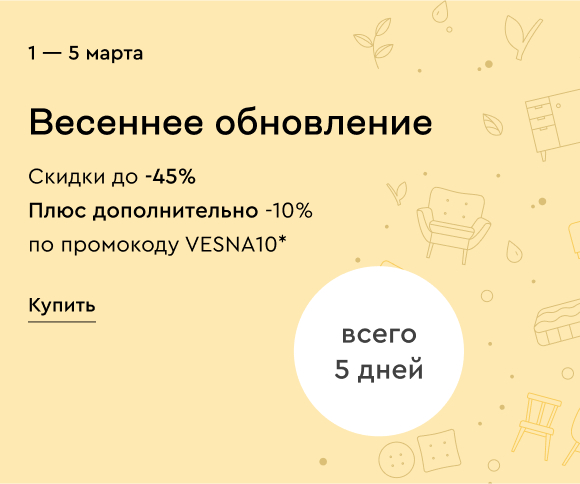 1 — 5 марта
Весеннее обновление
Скидки до -45%
Плюс дополнительно -10%
по промокоду VESNA10*
Купить
всего
5 дней